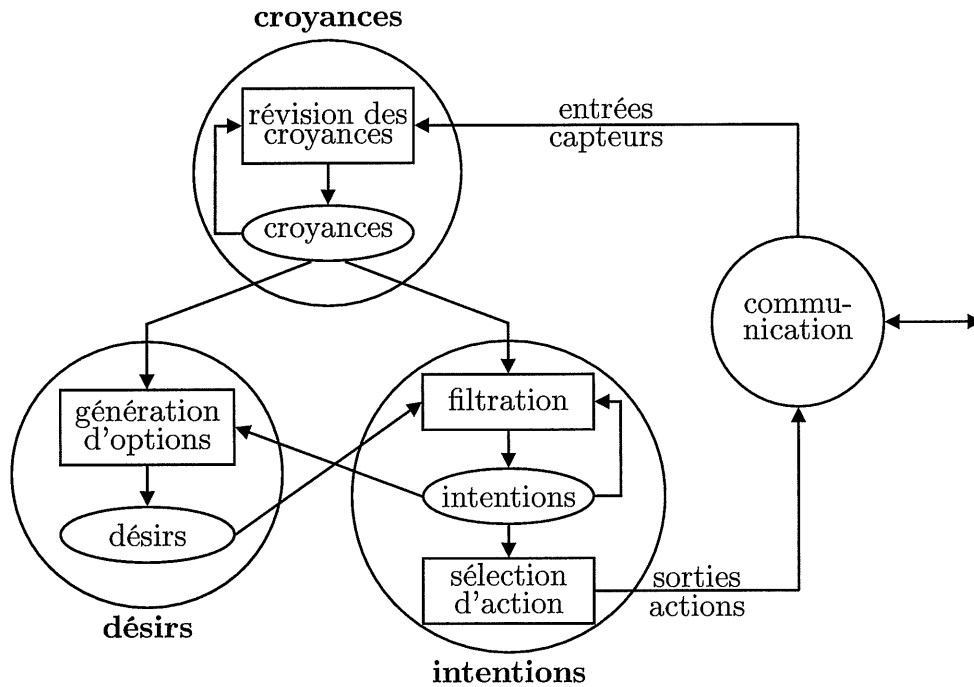 croyances
révision des
croyances
entrées
capteurs
croyances
commu-
nication
génération
d'options
filtration
intentions
désirs
sélection
d'action
sorties
actions
désirs
intentions